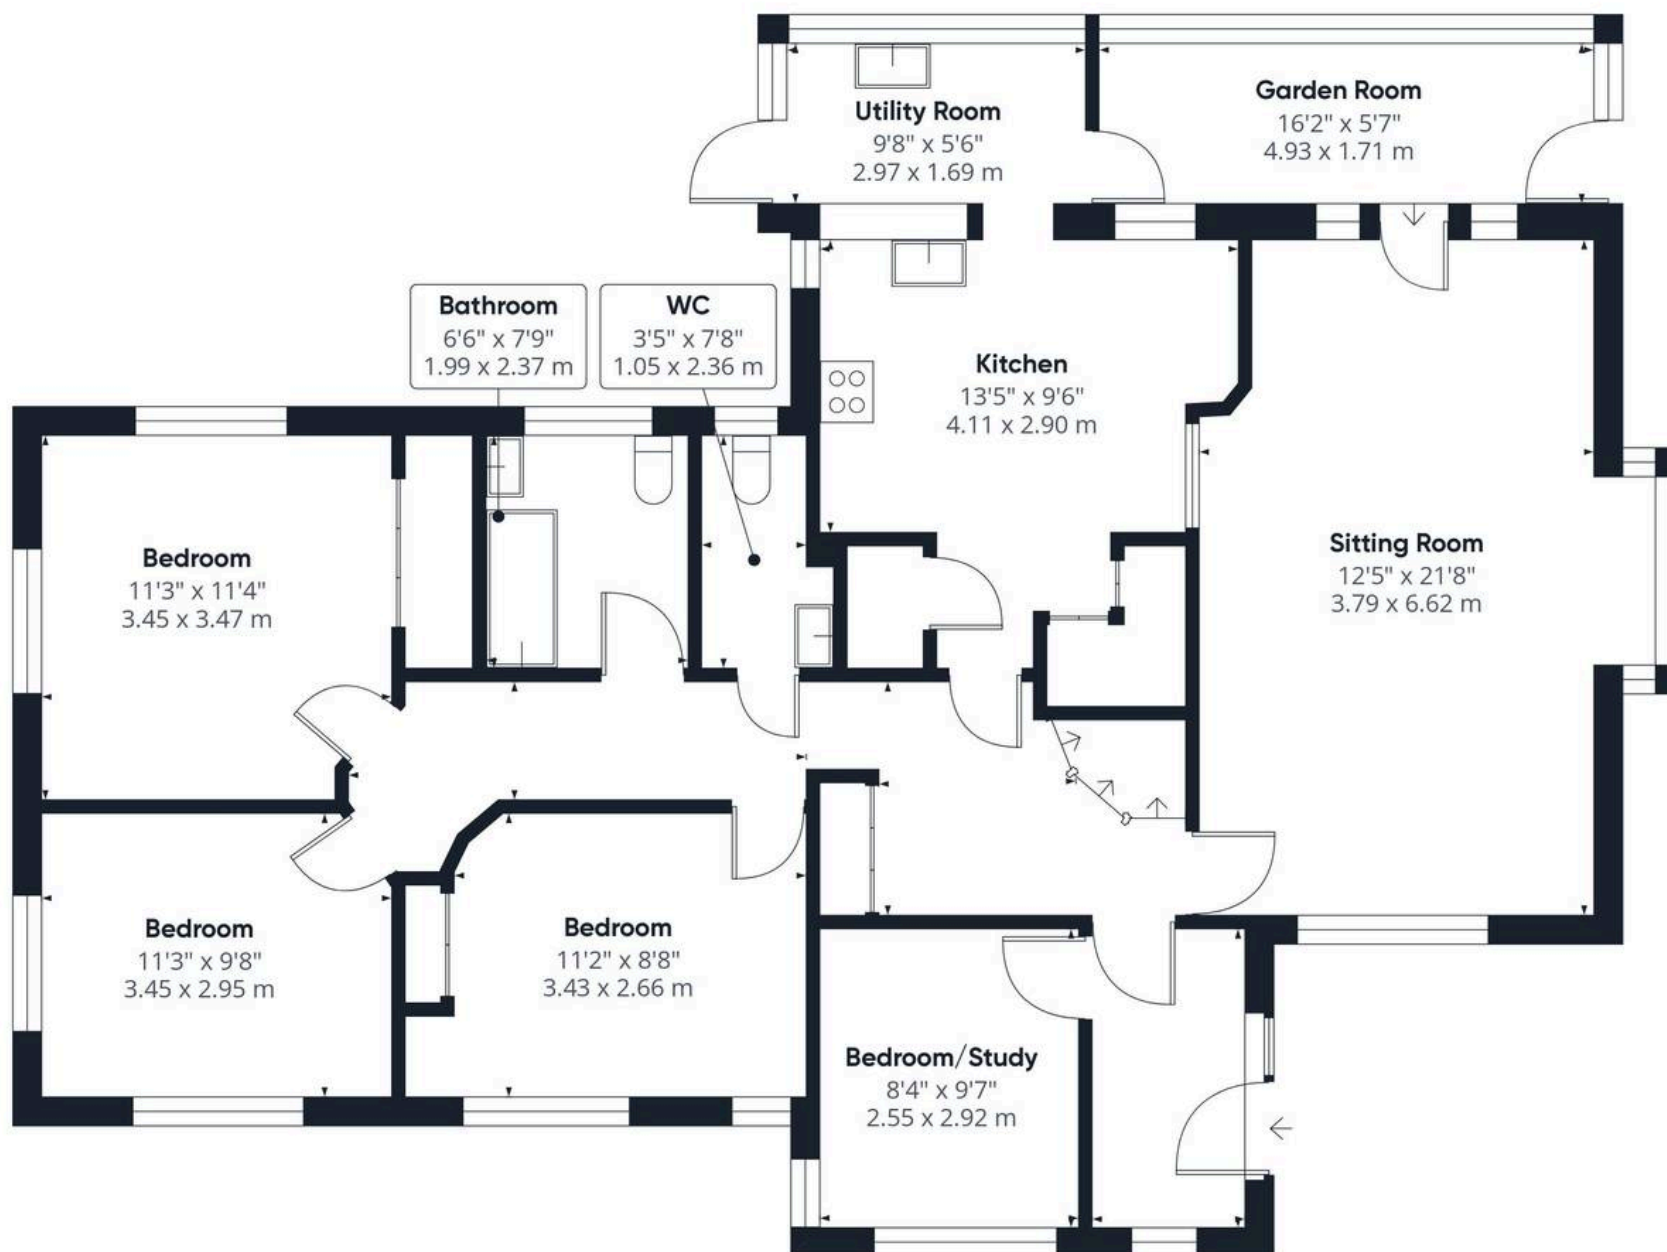 Utility Room
9'8" x 5'6"
2.97 x 1.69 m
Garden Room
16'2" x 5'7"
4.93 x 1.71 m
Bathroom
6'6" x 7'9"
1.99 x 2.37 m
WC
3'5" x 7'8"
1.05 x 2.36 m
Kitchen
13'5" x 9'6"
4.11 x 2.90 m
Bedroom
11'3" x 11'4"
3.45 x 3.47 m
Sitting Room
12'5" x 21'8"
3.79 x 6.62 m
Bedroom
11'3" x 9'8"
3.45 x 2.95 m
Bedroom
11'2" x 8'8"
3.43 x 2.66 m
Bedroom/Study
8'4" x 9'7"
2.55 x 2.92 m